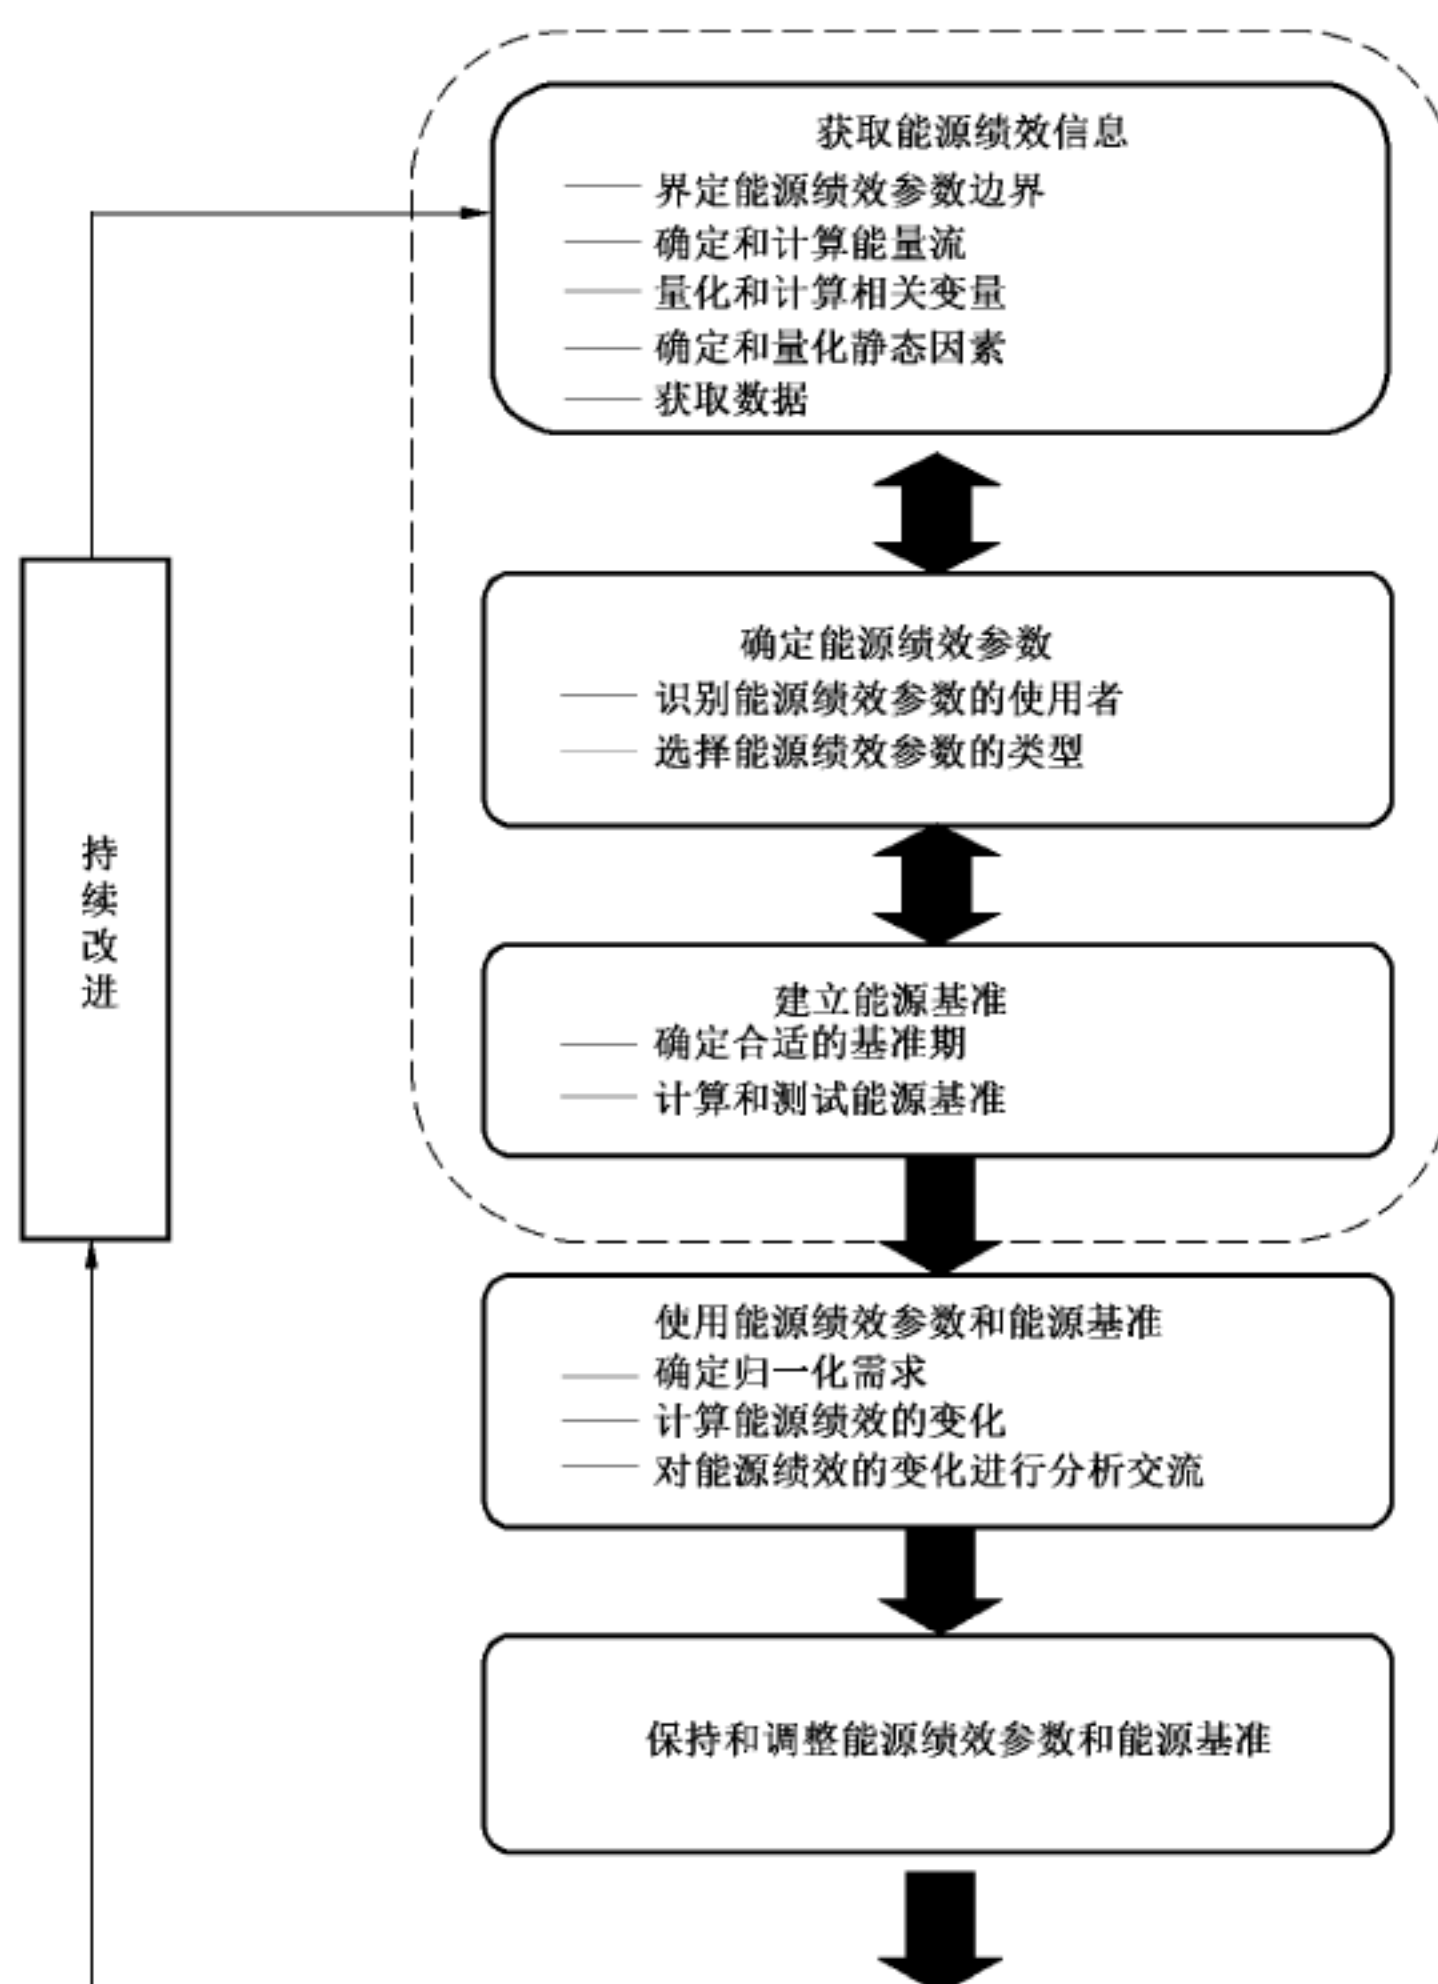 获取能源绩效信息
—— 界定能源绩效参数边界
—— 确定和计算能量流
—— 量化和计算相关变量
—— 确定和量化静态因素
—— 获取数据
确定能源绩效参数
—— 识别能源绩效参数的使用者
—— 选择能源绩效参数的类型
持
续
改
进
建立能源基准
—— 确定合适的基准期
—— 计算和测试能源基准
使用能源绩效参数和能源基准
—— 确定归一化需求
—— 计算能源绩效的变化
—— 对能源绩效的变化进行分析交流
保持和调整能源绩效参数和能源基准